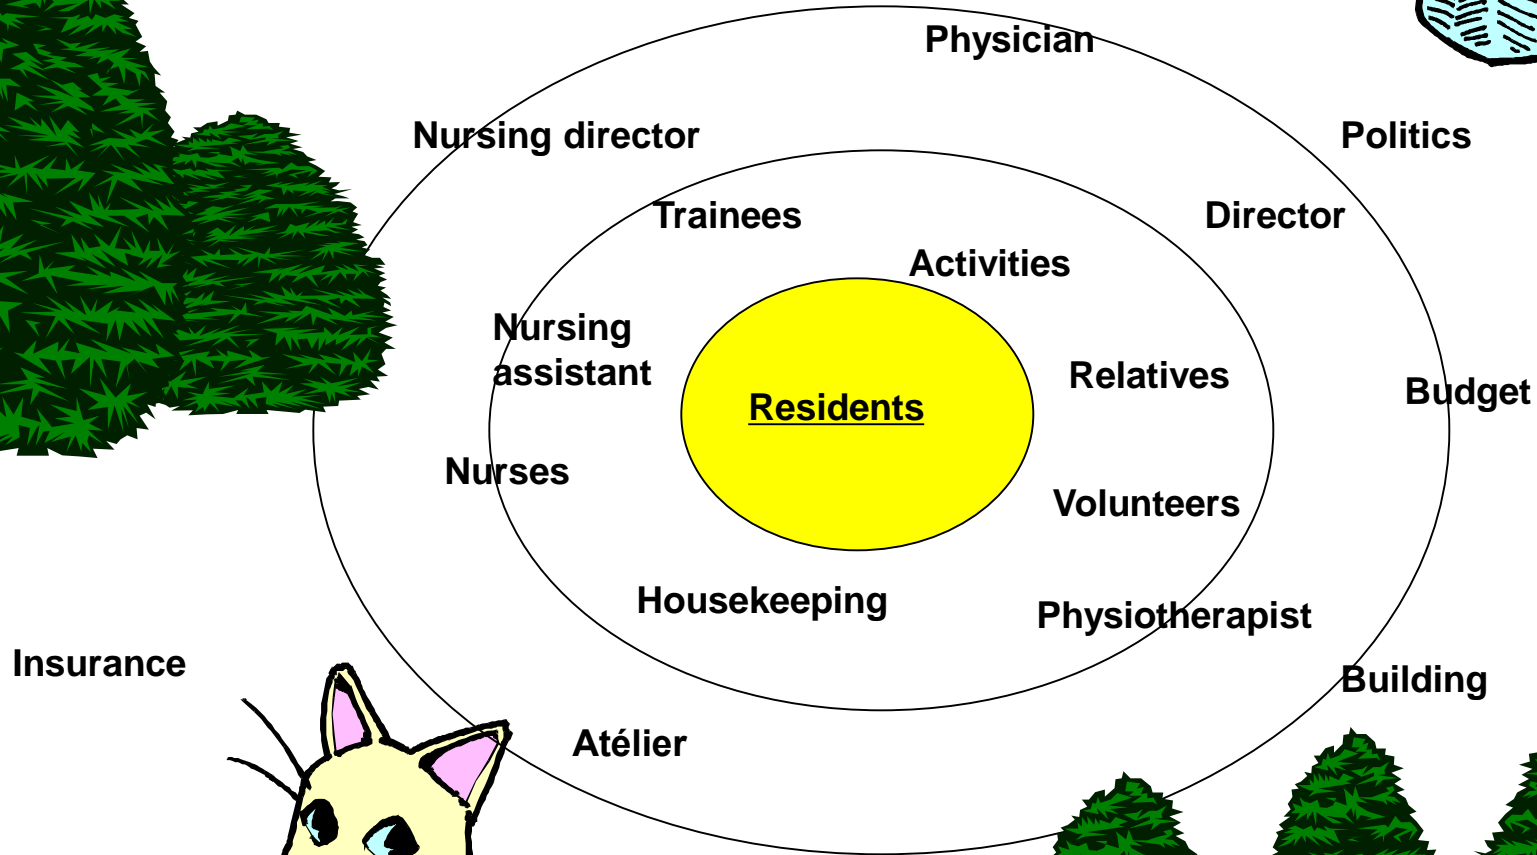 Physician
Nursing director
Politics
Trainees
Director
Activities
Nursing
assistant
Relatives
Budget
Residents
Nurses
Volunteers
Housekeeping
Physiotherapist
Insurance
Building
Atélier